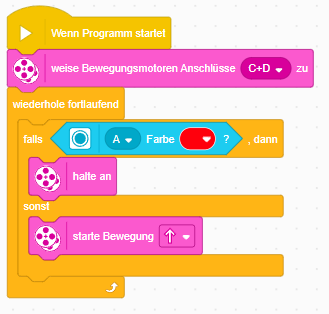 Wenn Programm startet
weise Bewegungsmotoren Anschlüsse C+D zu
wiederhole fortlaufend
falls A Farbe ? , dann
halte an
sonst
starte Bewegung